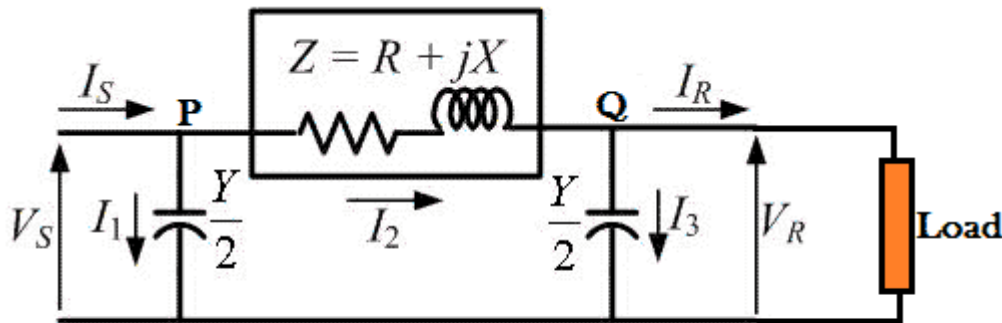 Z = R + jX
I_S
P
Q
I_R
V_S
I_1
Y/2
I_2
Y/2
I_3
V_R
Load